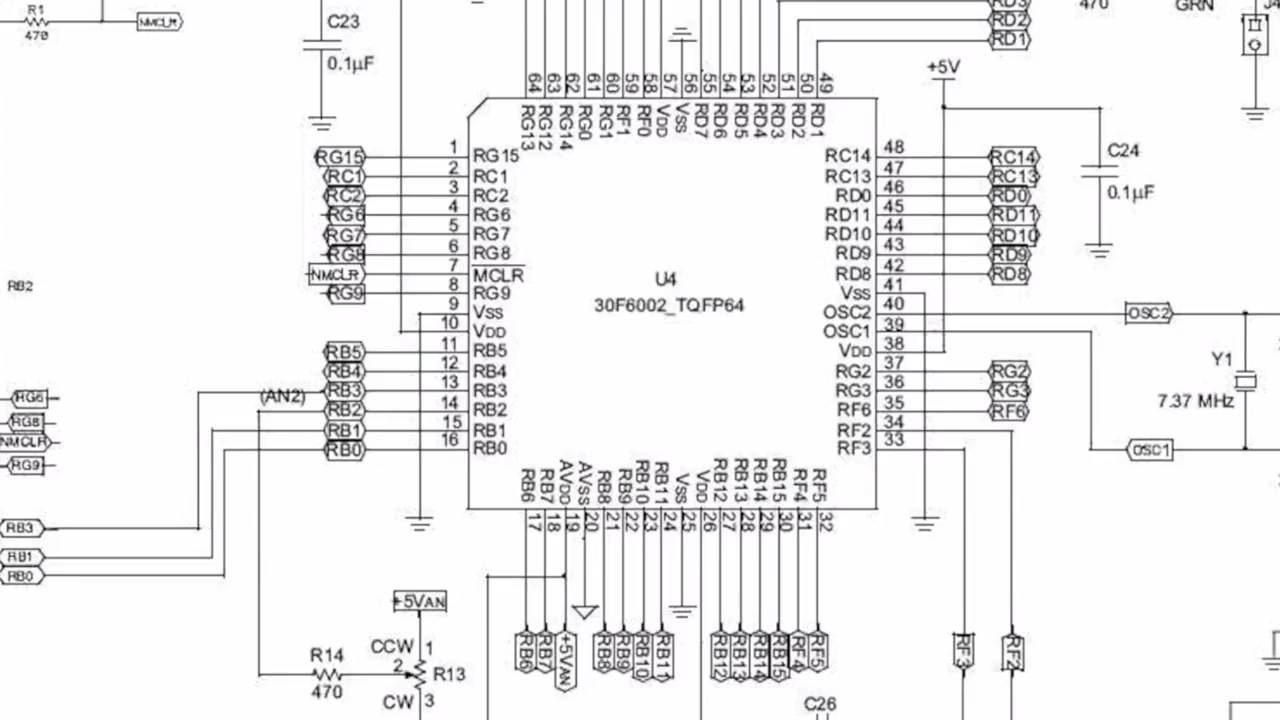 R1
470
NMCLR
C23
0.1µF
RD3
RD2
RD1
470
GRN
J4
+5V
64 63 62 61 60 59 58 57 56 55 54 53 52 51 50 49
RG13 RG12 RG14 RG0 RG1 RF1 RF0 VDD VSS RD7 RD6 RD5 RD4 RD3 RD2 RD1
RG15 1 RG15
RC1 2 RC1
RC2 3 RC2
RG6 4 RG6
RG7 5 RG7
RG8 6 RG8
NMCLR 7 MCLR
RG9 8 RG9
9 VSS
10 VDD
RB5 11 RB5
RB4 12 RB4
(AN2) RB3 13 RB3
RB2 14 RB2
RB1 15 RB1
RB0 16 RB0
U4
30F6002_TQFP64
RC14 48 RC14
RC13 47 RC13
RD0 46 RD0
RD11 45 RD11
RD10 44 RD10
RD9 43 RD9
RD8 42 RD8
VSS 41
OSC2 40 OSC2
OSC1 39
VDD 38
RG2 37 RG2
RG3 36 RG3
RF6 35 RF6
RF2 34
RF3 33
OSC1
C24
0.1µF
Y1
7.37 MHz
RB2
RG6
RG8
NMCLR
RG9
RB3
RB1
RB0
RB6 RB7 AVDD AVSS RB8 RB9 RB10 RB11 VSS VDD RB12 RB13 RB14 RB15 RF4 RF5
17 18 19 20 21 22 23 24 25 26 27 28 29 30 31 32
RB6 RB7 +5VAN RB8 RB9 RB10 RB11 RB12 RB13 RB14 RB15 RF4 RF5 RF3 RF2
+5VAN
CCW 1
R14
470
2
R13
CW 3
C26